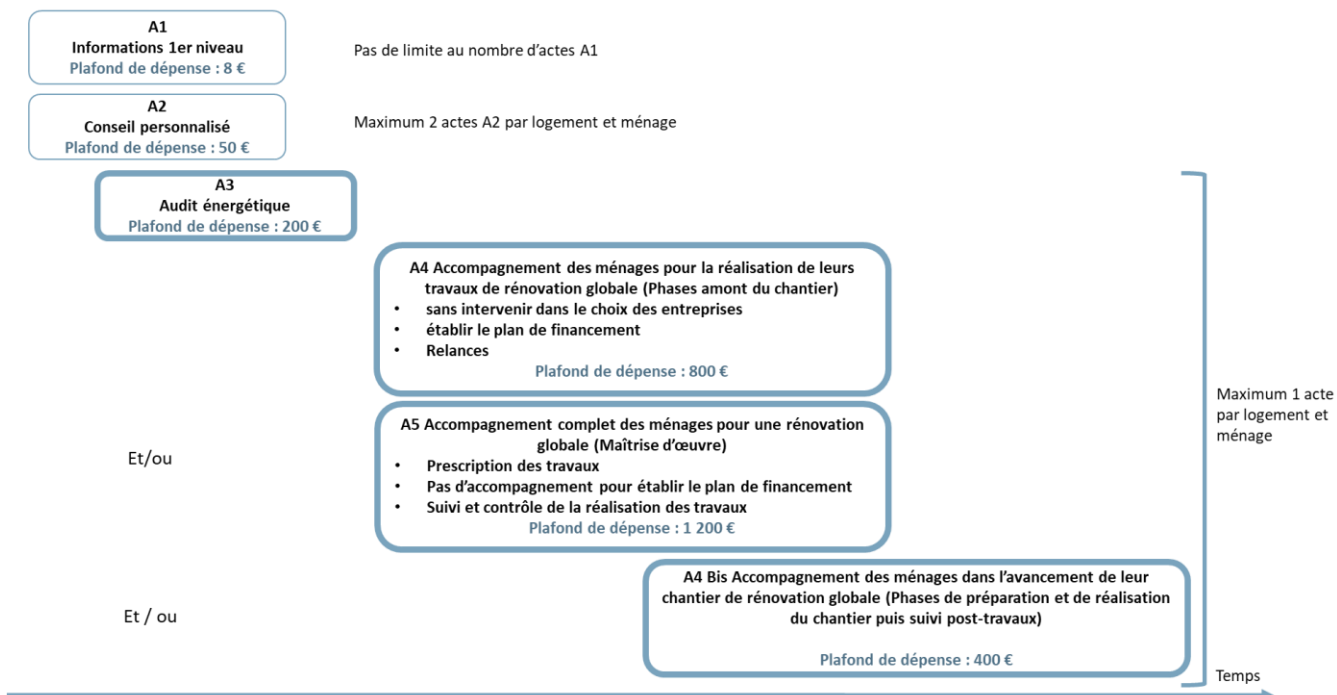 A1
Informations 1er niveau
Plafond de dépense : 8 €
Pas de limite au nombre d’actes A1
A2
Conseil personnalisé
Plafond de dépense : 50 €
Maximum 2 actes A2 par logement et ménage
A3
Audit énergétique
Plafond de dépense : 200 €
A4 Accompagnement des ménages pour la réalisation de leurs
travaux de rénovation globale (Phases amont du chantier)
• sans intervenir dans le choix des entreprises
• établir le plan de financement
• Relances
Plafond de dépense : 800 €
Maximum 1 acte
par logement et
ménage
Et/ou
A5 Accompagnement complet des ménages pour une rénovation
globale (Maîtrise d’œuvre)
• Prescription des travaux
• Pas d’accompagnement pour établir le plan de financement
• Suivi et contrôle de la réalisation des travaux
Plafond de dépense : 1 200 €
Et / ou
A4 Bis Accompagnement des ménages dans l’avancement de leur
chantier de rénovation globale (Phases de préparation et de réalisation
du chantier puis suivi post-travaux)
Plafond de dépense : 400 €
Temps